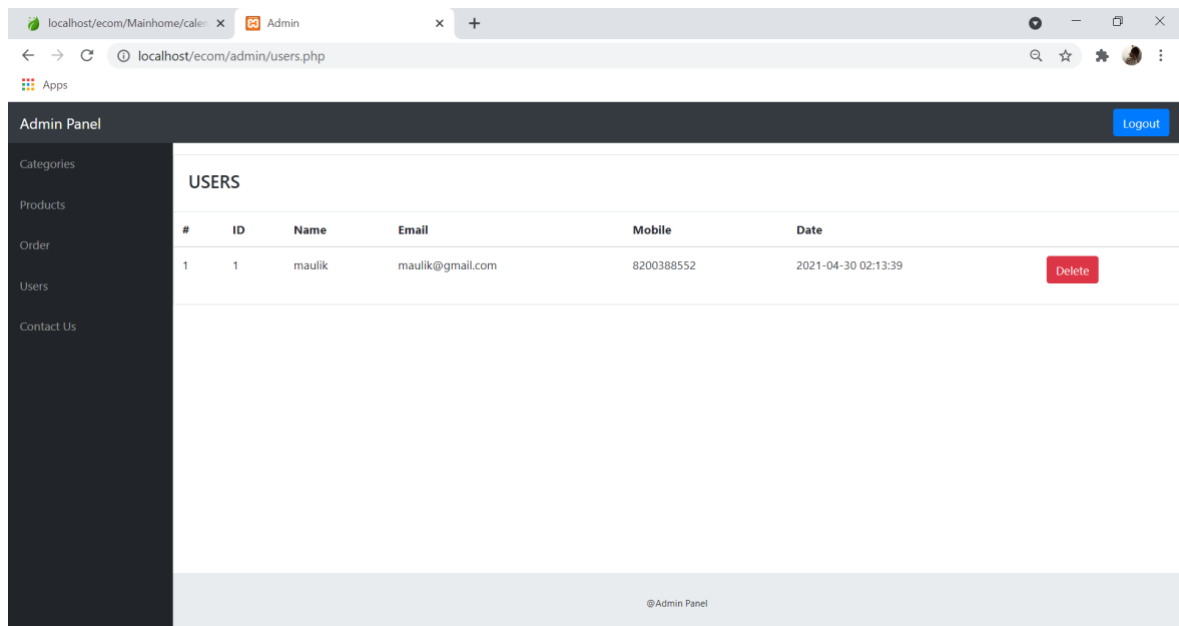 localhost/ecom/Mainhome/calen Admin
localhost/ecom/admin/users.php
Apps
Admin Panel Logout
Categories
Products
Order
Users
Contact Us
USERS
# ID Name Email Mobile Date
1 1 maulik maulik@gmail.com 8200388552 2021-04-30 02:13:39 Delete
@Admin Panel